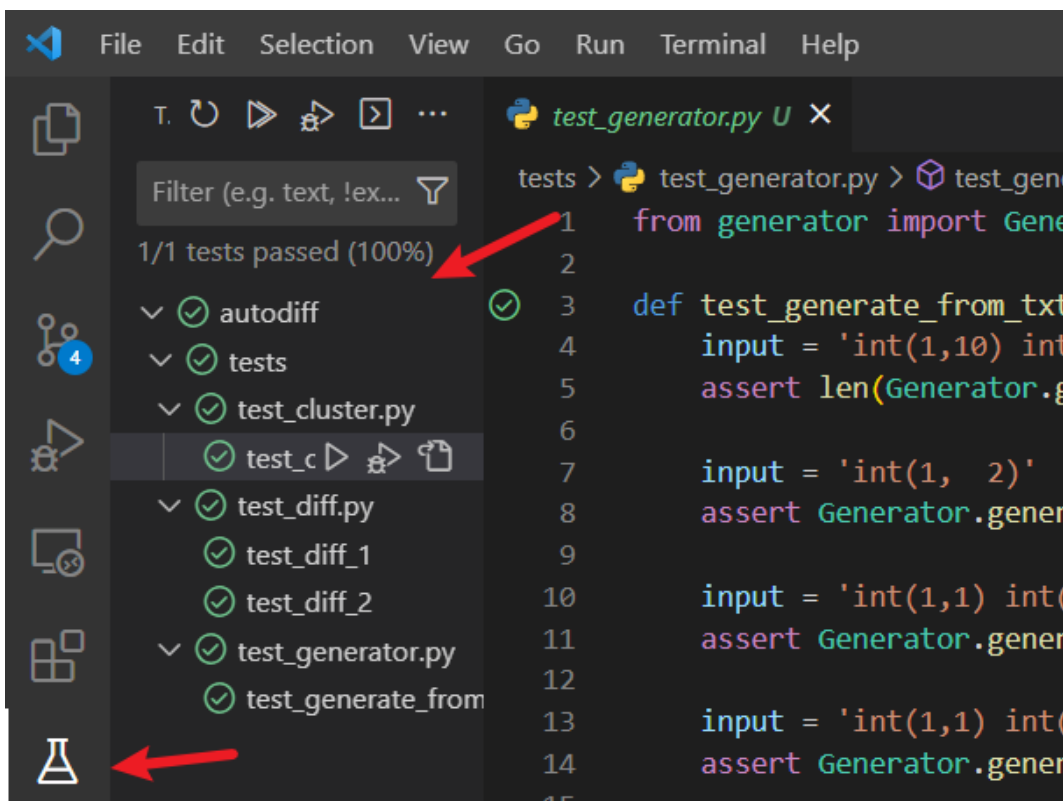 File Edit Selection View Go Run Terminal Help
T.
test_generator.py U
Filter (e.g. text, !ex...
tests > test_generator.py > test_gen
1/1 tests passed (100%)
autodiff
tests
test_cluster.py
test_c
test_diff.py
test_diff_1
test_diff_2
test_generator.py
test_generate_from
4
1 from generator import Gene
2
3 def test_generate_from_txt
4 input = 'int(1,10) int
5 assert len(Generator.g
6
7 input = 'int(1,  2)'
8 assert Generator.gener
9
10 input = 'int(1,1) int(
11 assert Generator.gener
12
13 input = 'int(1,1) int(
14 assert Generator.gener